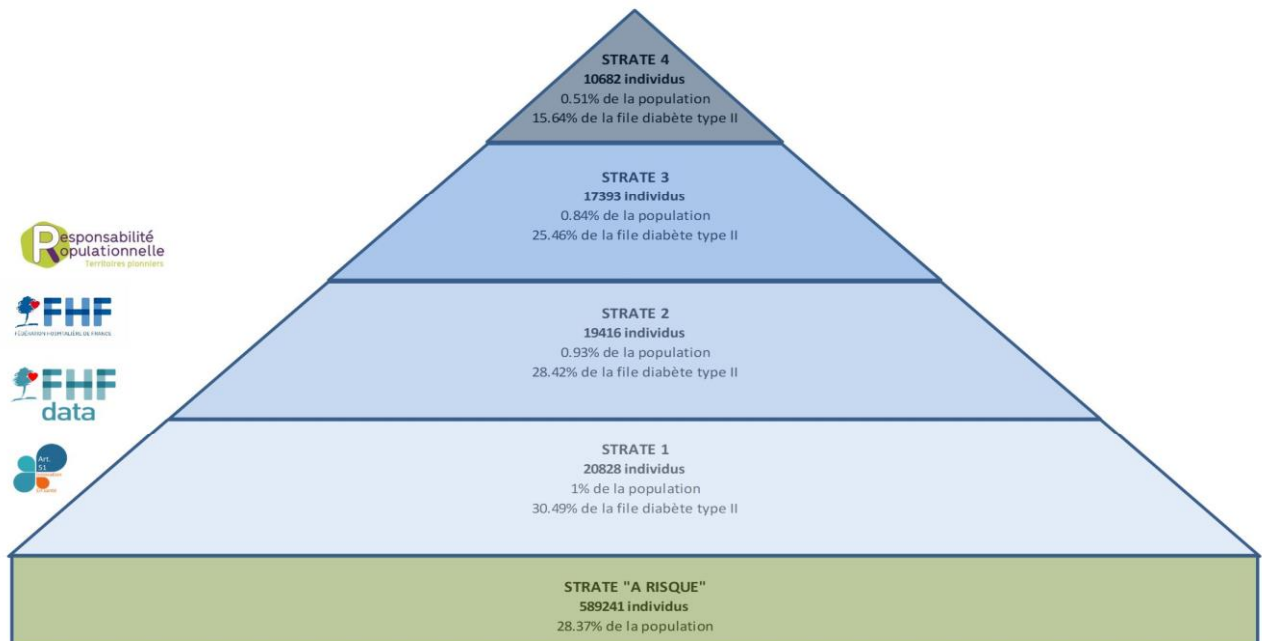 STRATE 4
10682 individus
0.51% de la population
15.64% de la file diabète type II
STRATE 3
17393 individus
0.84% de la population
25.46% de la file diabète type II
Responsabilité
Populationnelle
Territoires pionniers
FHF
FÉDÉRATION HOSPITALIÈRE DE FRANCE
STRATE 2
19416 individus
0.93% de la population
28.42% de la file diabète type II
FHF
data
STRATE 1
20828 individus
1% de la population
30.49% de la file diabète type II
Art.
51
STRATE "A RISQUE"
589241 individus
28.37% de la population